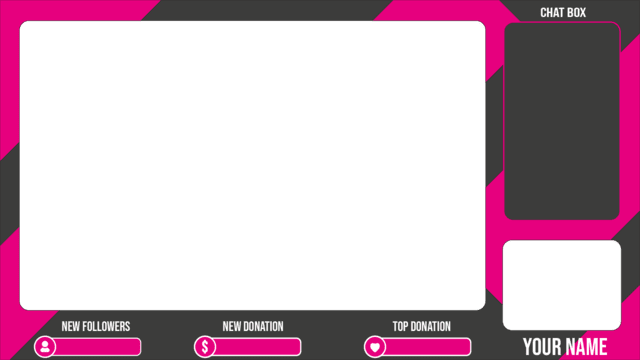 CHAT BOX
NEW FOLLOWERS
NEW DONATION
$
TOP DONATION
YOUR NAME